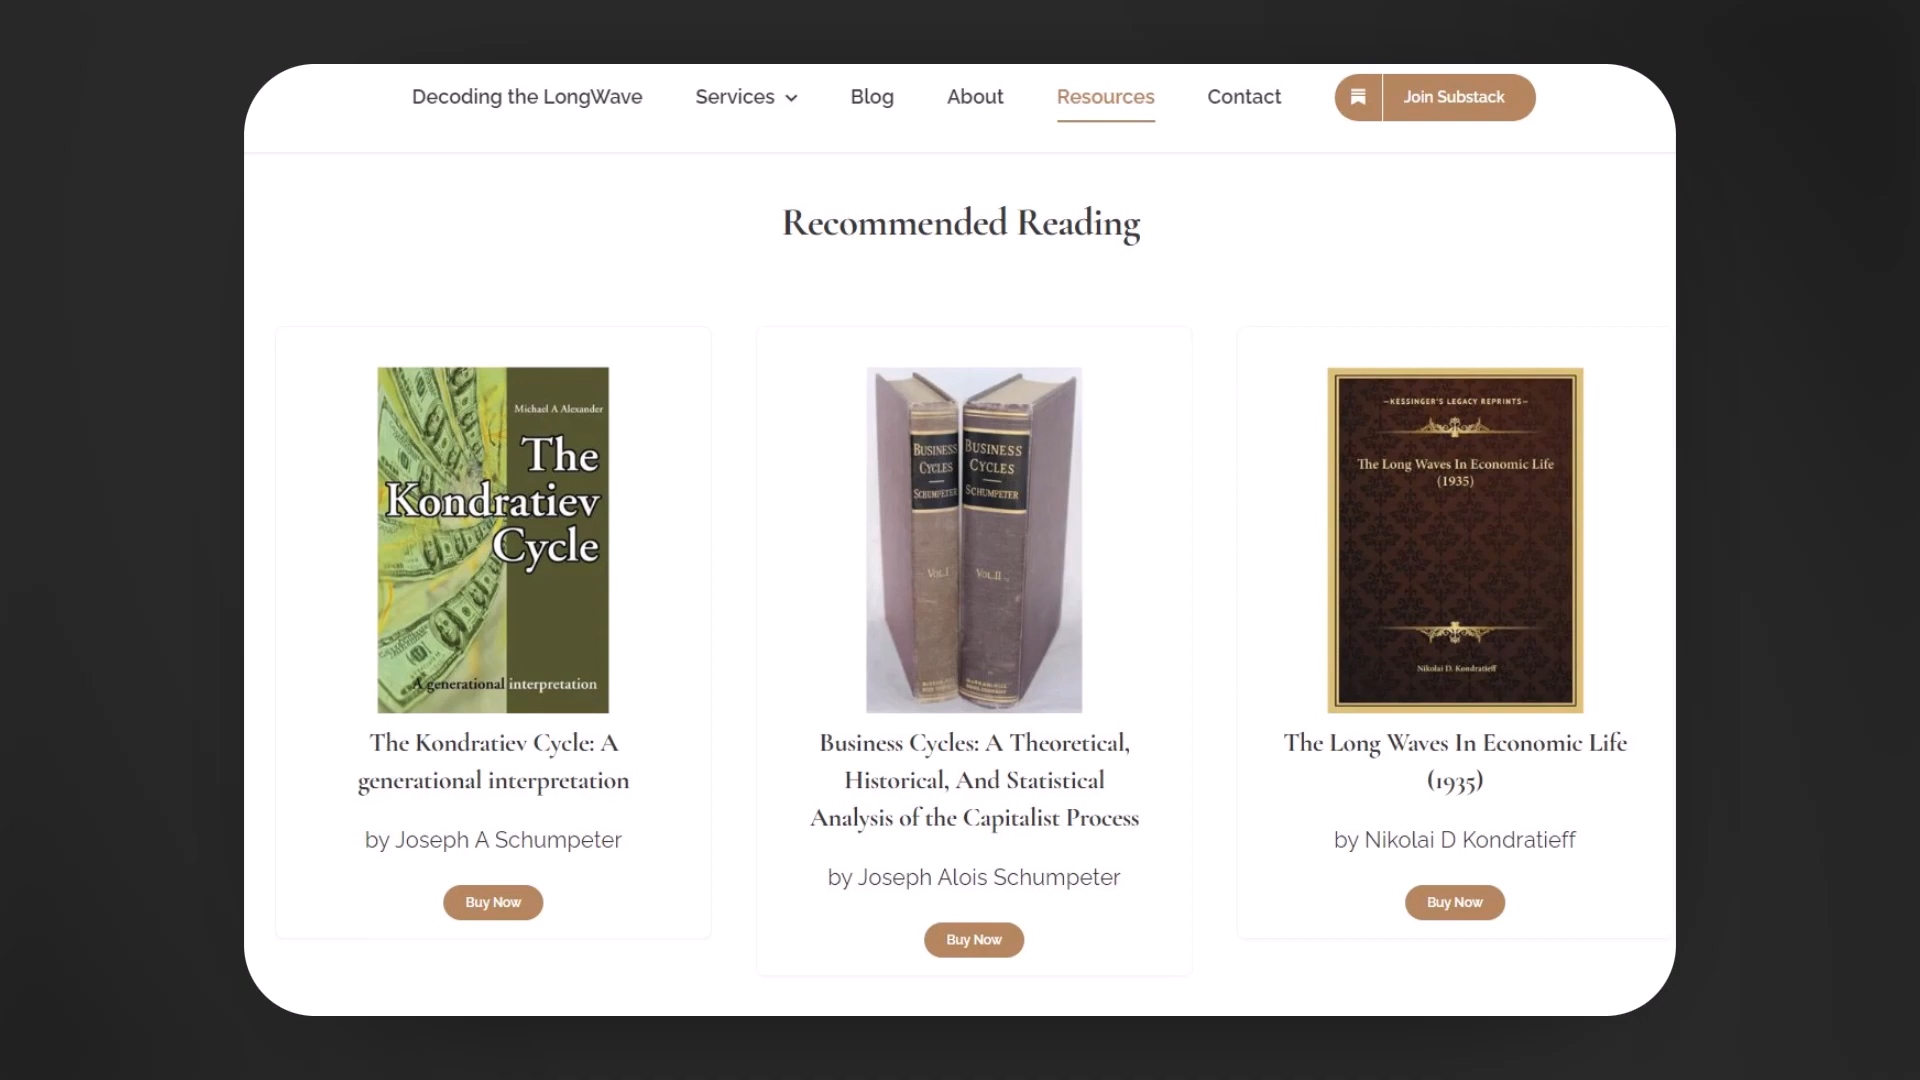 Decoding the LongWave Services Blog About Resources Contact Join Substack
Recommended Reading
Michael A Alexander
The
Kondratiev
Cycle
A generational interpretation
The Kondratiev Cycle: A
generational interpretation
by Joseph A Schumpeter
Buy Now
BUSINESS
CYCLES
SCHUMPETER
VOL.I
BUSINESS
CYCLES
SCHUMPETER
VOL.II
Business Cycles: A Theoretical,
Historical, And Statistical
Analysis of the Capitalist Process
by Joseph Alois Schumpeter
Buy Now
—KESSINGER'S LEGACY REPRINTS—
The Long Waves In Economic Life
(1935)
Nikolai D. Kondratieff
The Long Waves In Economic Life
(1935)
by Nikolai D Kondratieff
Buy Now